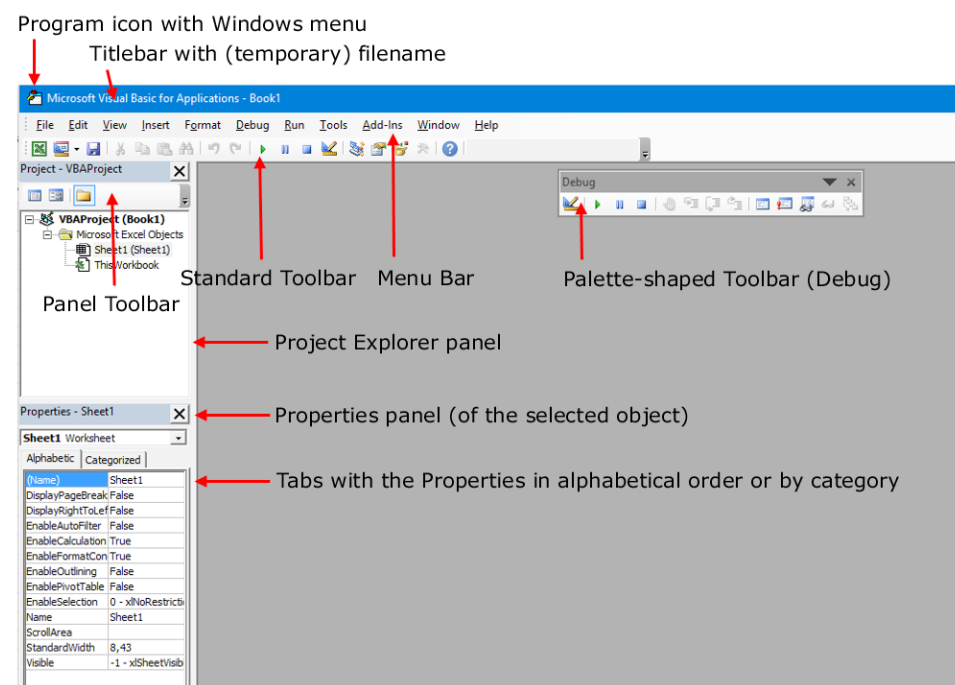 Program icon with Windows menu
Titlebar with (temporary) filename
Microsoft Visual Basic for Applications - Book1
File Edit View Insert Format Debug Run Tools Add-Ins Window Help
Project - VBAProject
Debug
VBAProject (Book1)
Microsoft Excel Objects
Sheet1 (Sheet1)
ThisWorkbook
Standard Toolbar
Menu Bar
Palette-shaped Toolbar (Debug)
Panel Toolbar
Project Explorer panel
Properties - Sheet1
Properties panel (of the selected object)
Sheet1 Worksheet
Alphabetic Categorized
Tabs with the Properties in alphabetical order or by category
(Name) Sheet1
DisplayPageBreak False
DisplayRightToLef False
EnableAutoFilter False
EnableCalculation True
EnableFormatCon True
EnableOutlining False
EnablePivotTable False
EnableSelection 0 - xlNoRestricti
Name Sheet1
ScrollArea
StandardWidth 8,43
Visible -1 - xlSheetVisib